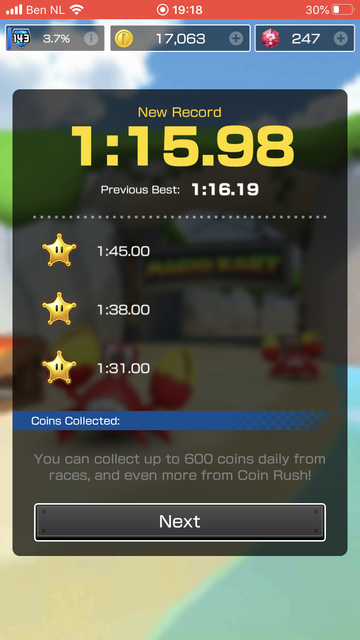 Ben NL 19:18 30%
143 3.7% i 17,063 + 247 +
New Record
1:15.98
Previous Best: 1:16.19
1:45.00
1:38.00
1:31.00
MARIO KART
Coins Collected:
You can collect up to 600 coins daily from
races, and even more from Coin Rush!
Next